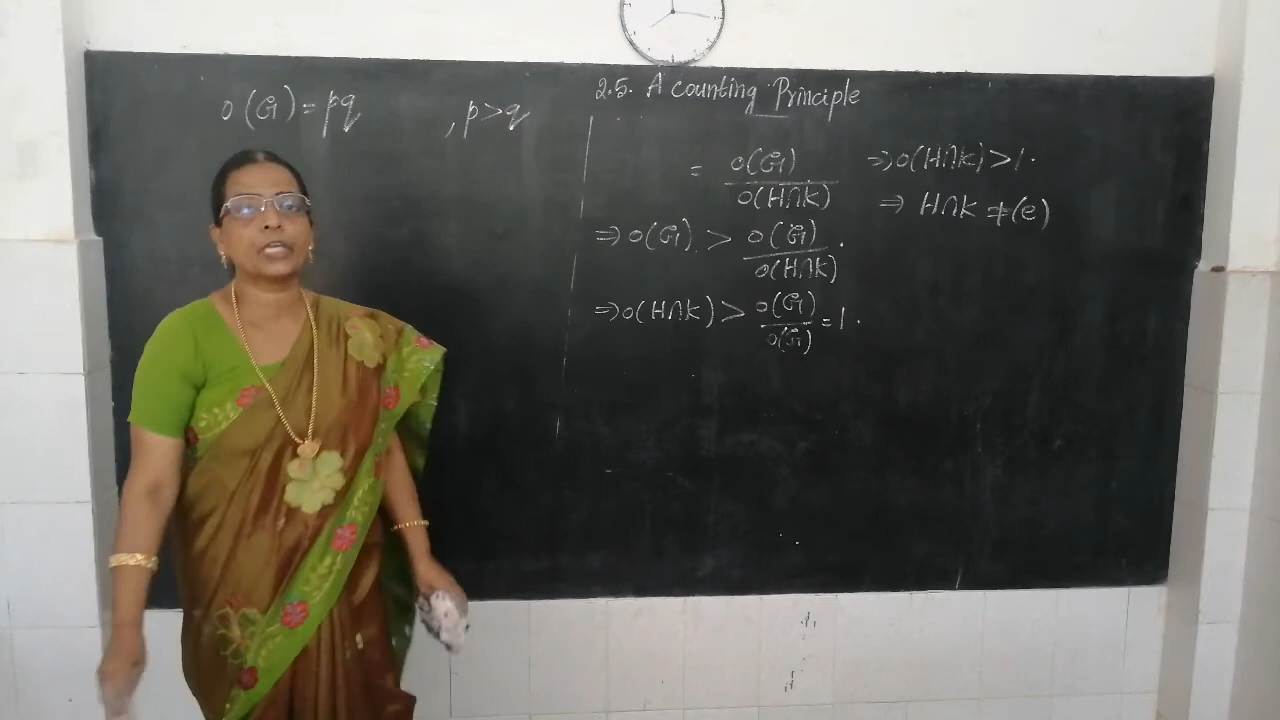 o(G) = pq , p > q
2.5. A counting Principle
= o(G) / o(H∩K) ⇒ o(H∩K) > 1.
⇒ H∩K ≠ (e)
⇒ o(G) > o(G) / o(H∩K).
⇒ o(H∩K) > o(G) / o(G) = 1.